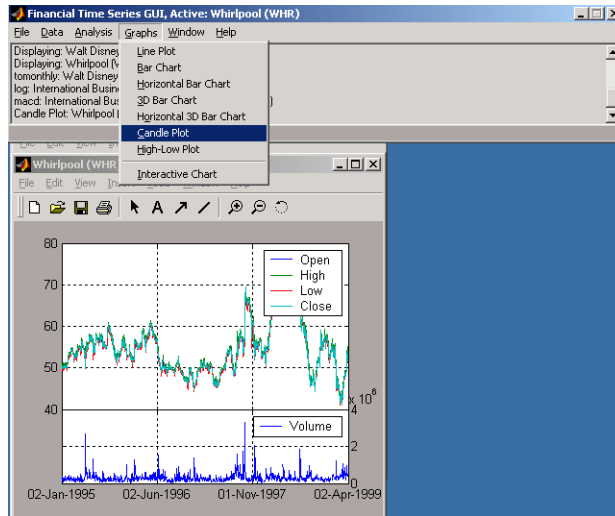 Financial Time Series GUI, Active: Whirlpool (WHR)
File Data Analysis Graphs Window Help
Displaying: Walt Disney
Displaying: Whirlpool
tomonthly: Walt Disney
log: International Busin
macd: International Bus
Candle Plot: Whirlpool
Line Plot
Bar Chart
Horizontal Bar Chart
3D Bar Chart
Horizontal 3D Bar Chart
Candle Plot
High-Low Plot
Interactive Chart
Whirlpool (WHR
File Edit View
80
70
60
50
40
Open
High
Low
Close
x 10^6
4
2
0
Volume
02-Jan-1995 02-Jun-1996 01-Nov-1997 02-Apr-1999